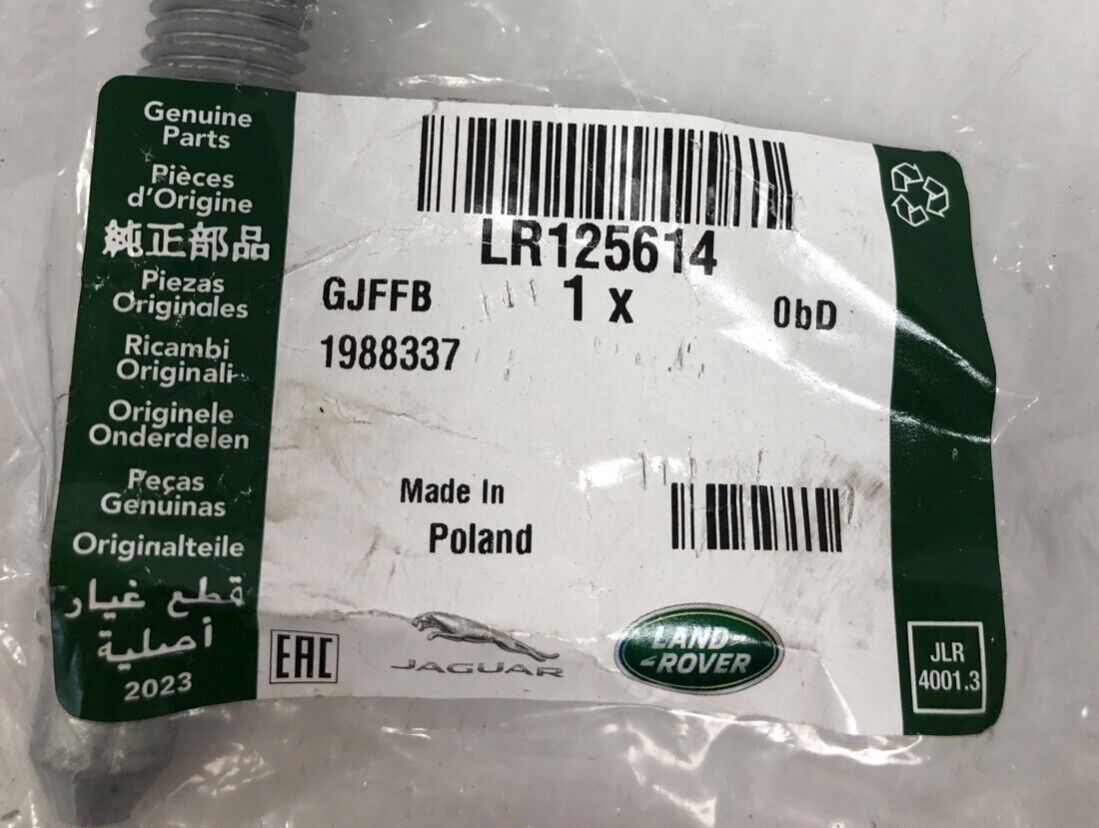 Genuine
Parts
Pièces
d'Origine
純正部品
Piezas
Originales
Ricambi
Originali
Originele
Onderdelen
Peças
Genuinas
Originalteile
قطع غيار
أصلية
2023
LR125614
GJFFB
1 x
0bD
1988337
Made In
Poland
EAC
JAGUAR
LAND-
-ROVER
JLR
4001.3